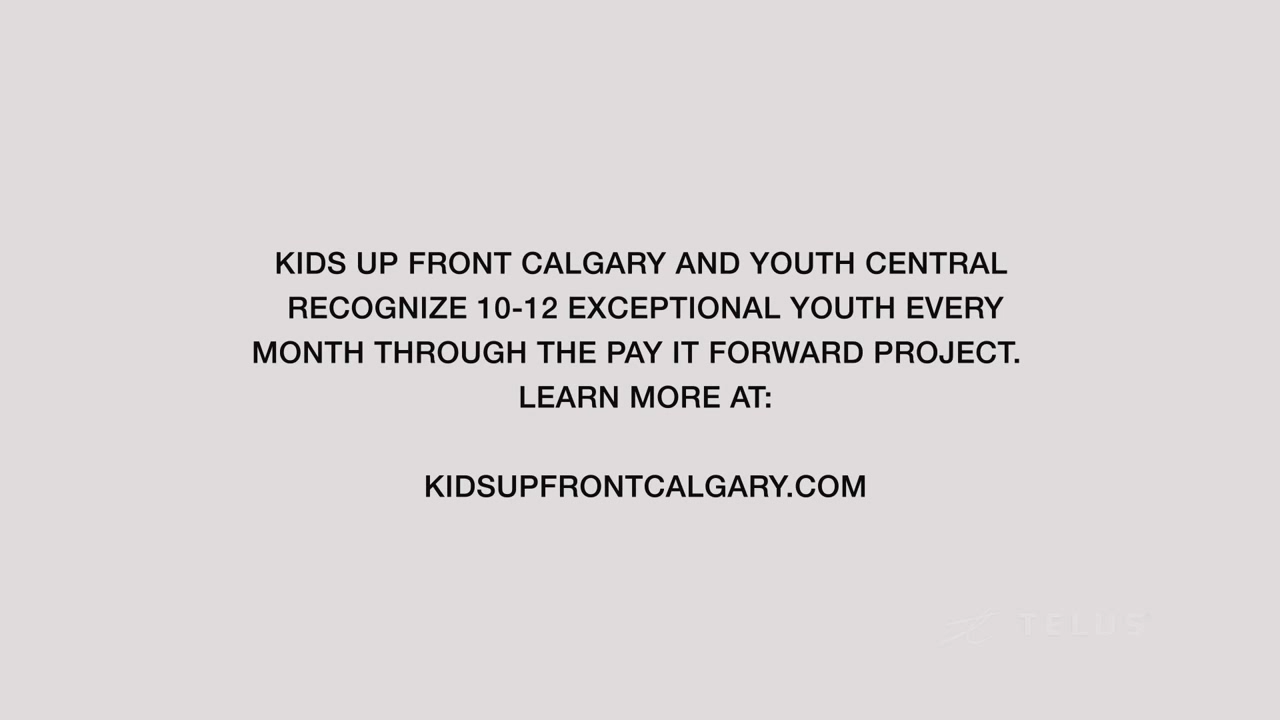 KIDS UP FRONT CALGARY AND YOUTH CENTRAL
RECOGNIZE 10-12 EXCEPTIONAL YOUTH EVERY
MONTH THROUGH THE PAY IT FORWARD PROJECT.
LEARN MORE AT:
KIDSUPFRONTCALGARY.COM
TELUS